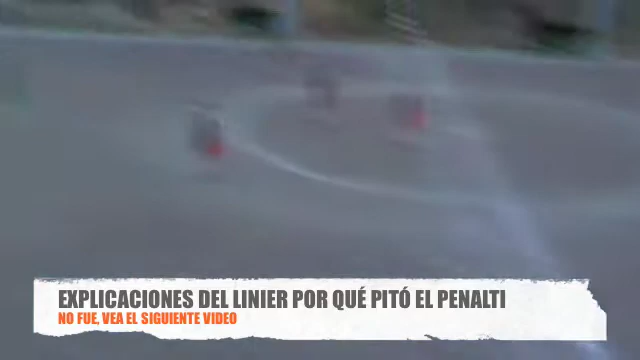 EXPLICACIONES DEL LINIER POR QUÉ PITÓ EL PENALTI
NO FUE, VEA EL SIGUIENTE VIDEO